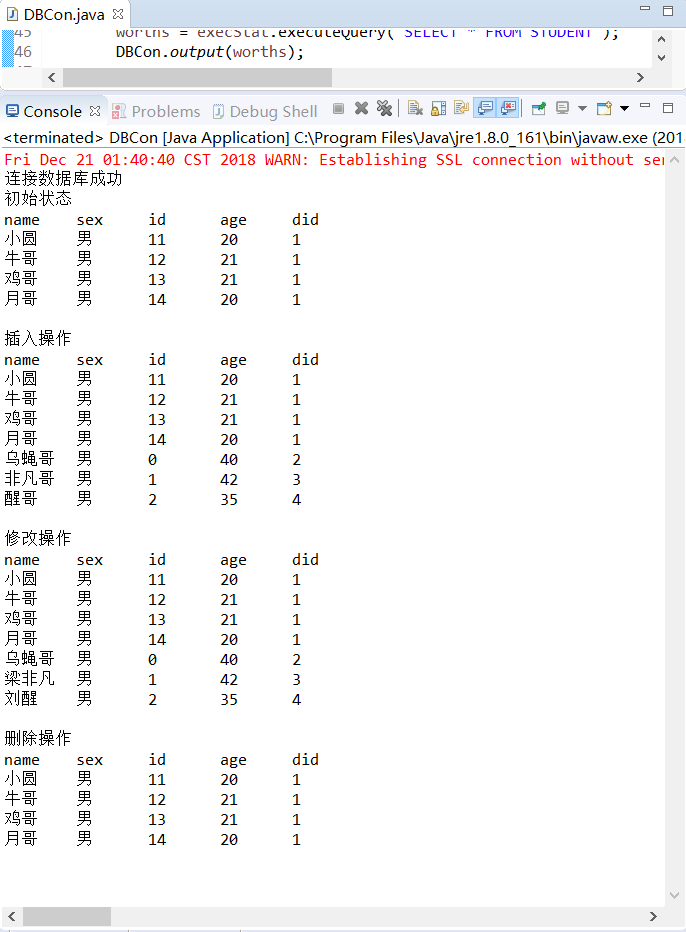 DBCon.java
45 worths = execStat.executeQuery("SELECT * FROM STUDENT");
46 DBCon.output(worths);
Console Problems Debug Shell
<terminated> DBCon [Java Application] C:\Program Files\Java\jre1.8.0_161\bin\javaw.exe (201
Fri Dec 21 01:40:40 CST 2018 WARN: Establishing SSL connection without ser
连接数据库成功
初始状态
name sex id age did
小圆 男 11 20 1
牛哥 男 12 21 1
鸡哥 男 13 21 1
月哥 男 14 20 1
插入操作
name sex id age did
小圆 男 11 20 1
牛哥 男 12 21 1
鸡哥 男 13 21 1
月哥 男 14 20 1
乌蝇哥 男 0 40 2
非凡哥 男 1 42 3
醒哥 男 2 35 4
修改操作
name sex id age did
小圆 男 11 20 1
牛哥 男 12 21 1
鸡哥 男 13 21 1
月哥 男 14 20 1
乌蝇哥 男 0 40 2
梁非凡 男 1 42 3
刘醒 男 2 35 4
删除操作
name sex id age did
小圆 男 11 20 1
牛哥 男 12 21 1
鸡哥 男 13 21 1
月哥 男 14 20 1